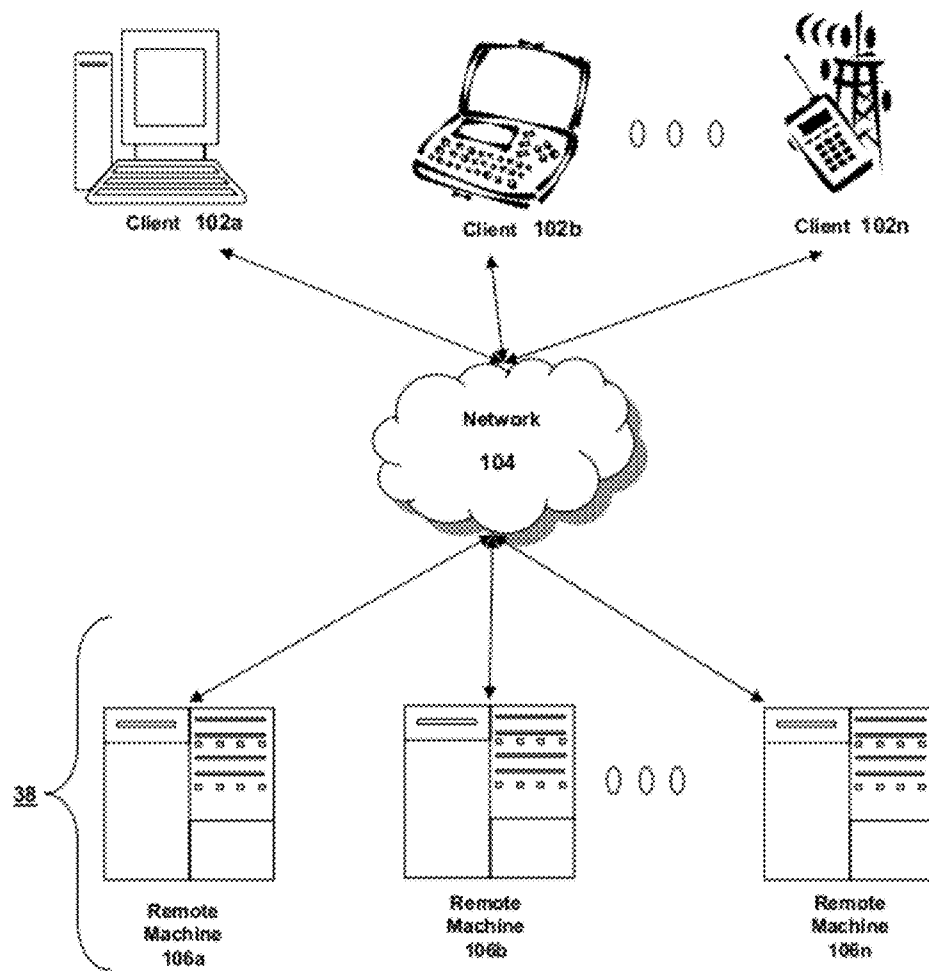 Client 102a
Client 102b
Client 102n
Network
104
38
Remote
Machine
106a
Remote
Machine
106b
Remote
Machine
106n